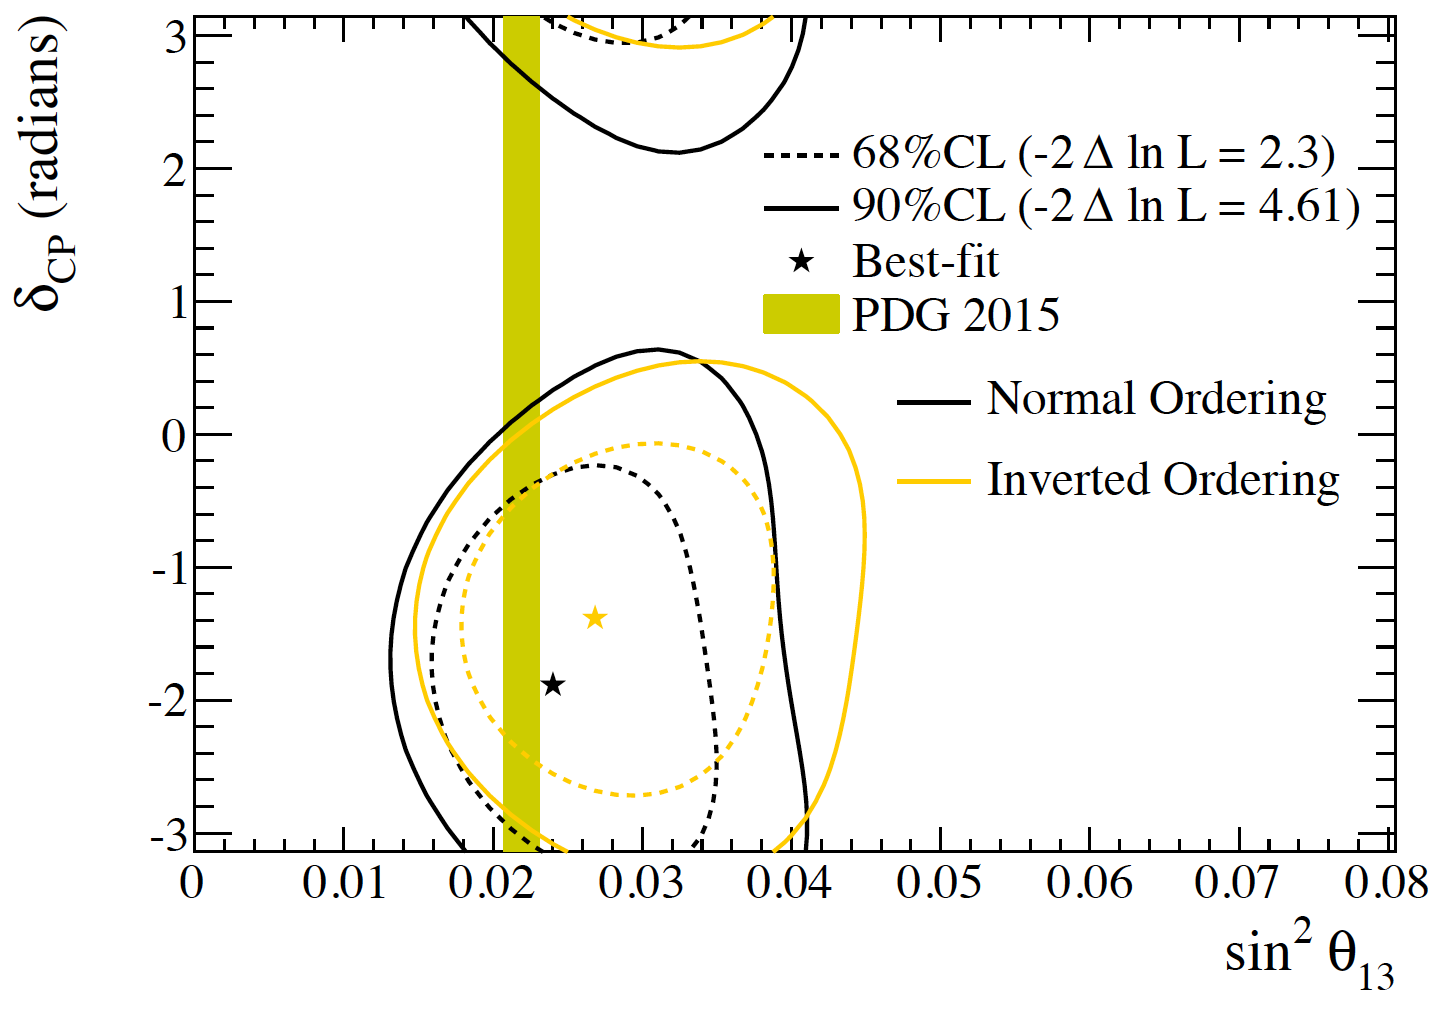 δCP (radians)
3
2
1
0
-1
-2
-3
68%CL (-2 Δ ln L = 2.3)
90%CL (-2 Δ ln L = 4.61)
Best-fit
PDG 2015
Normal Ordering
Inverted Ordering
0 0.01 0.02 0.03 0.04 0.05 0.06 0.07 0.08
sin² θ₁₃